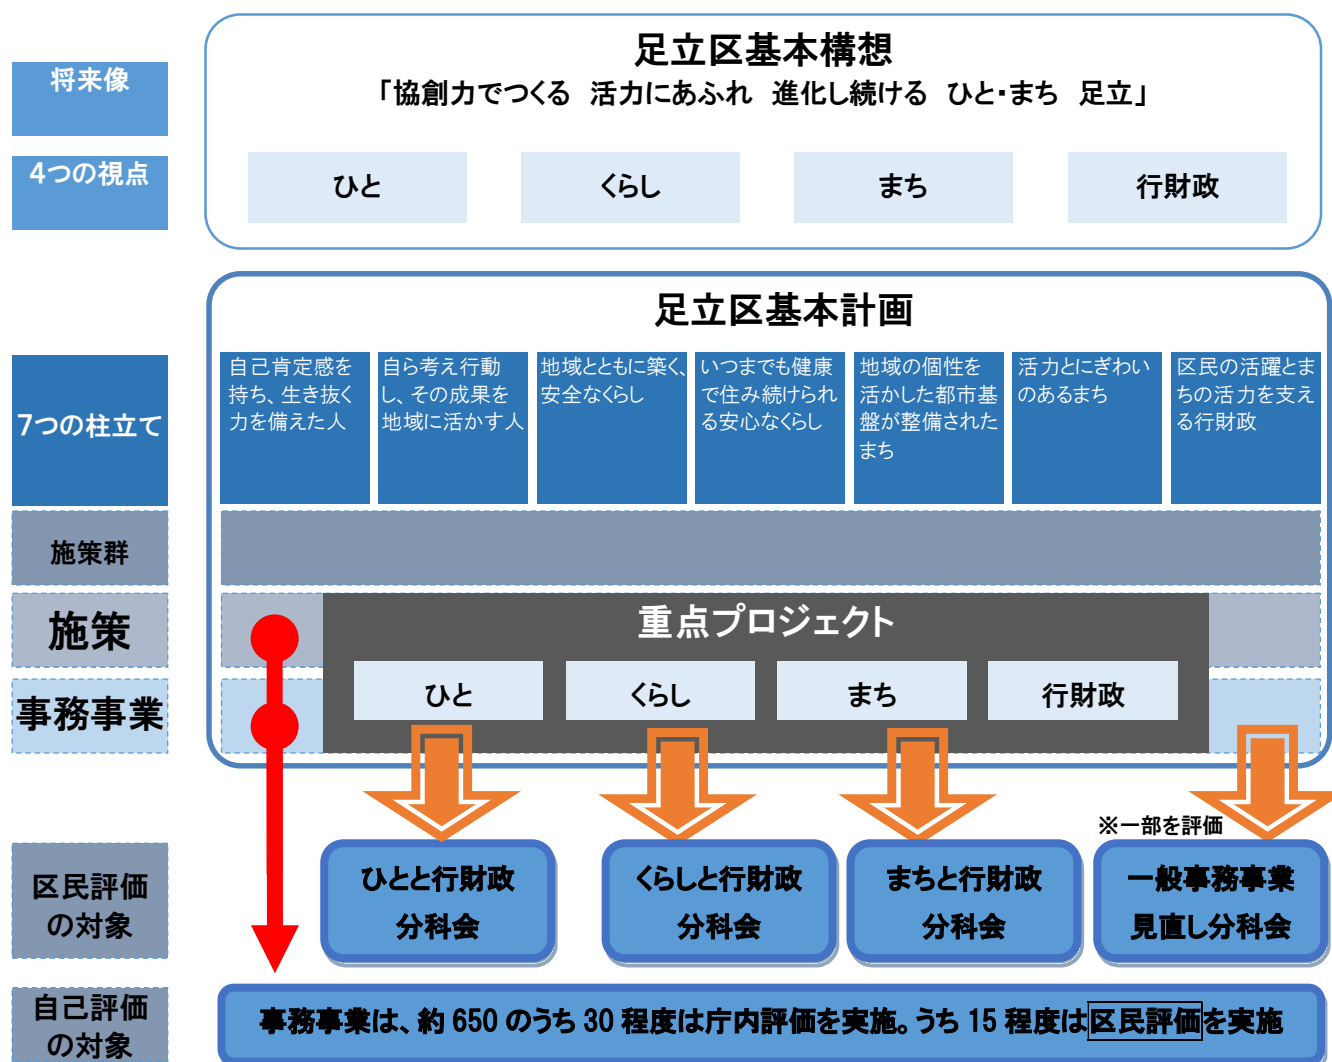 足立区基本構想
将来像
「協創力でつくる 活力にあふれ 進化し続ける ひと・まち 足立」
4つの視点
ひと
くらし
まち
行財政
足立区基本計画
7つの柱立て
自己肯定感を
持ち、生き抜く
力を備えた人
自ら考え行動
し、その成果を
地域に活かす人
地域とともに築く、
安全なくらし
いつまでも健康
で住み続けられ
る安心なくらし
地域の個性を
活かした都市基
盤が整備された
まち
活力とにぎわい
のあるまち
区民の活躍とま
ちの活力を支え
る行財政
施策群
施策
重点プロジェクト
事務事業
ひと
くらし
まち
行財政
※一部を評価
区民評価
の対象
ひとと行財政
分科会
くらしと行財政
分科会
まちと行財政
分科会
一般事務事業
見直し分科会
自己評価
の対象
事務事業は、約 650 のうち 30 程度は庁内評価を実施。うち 15 程度は区民評価を実施